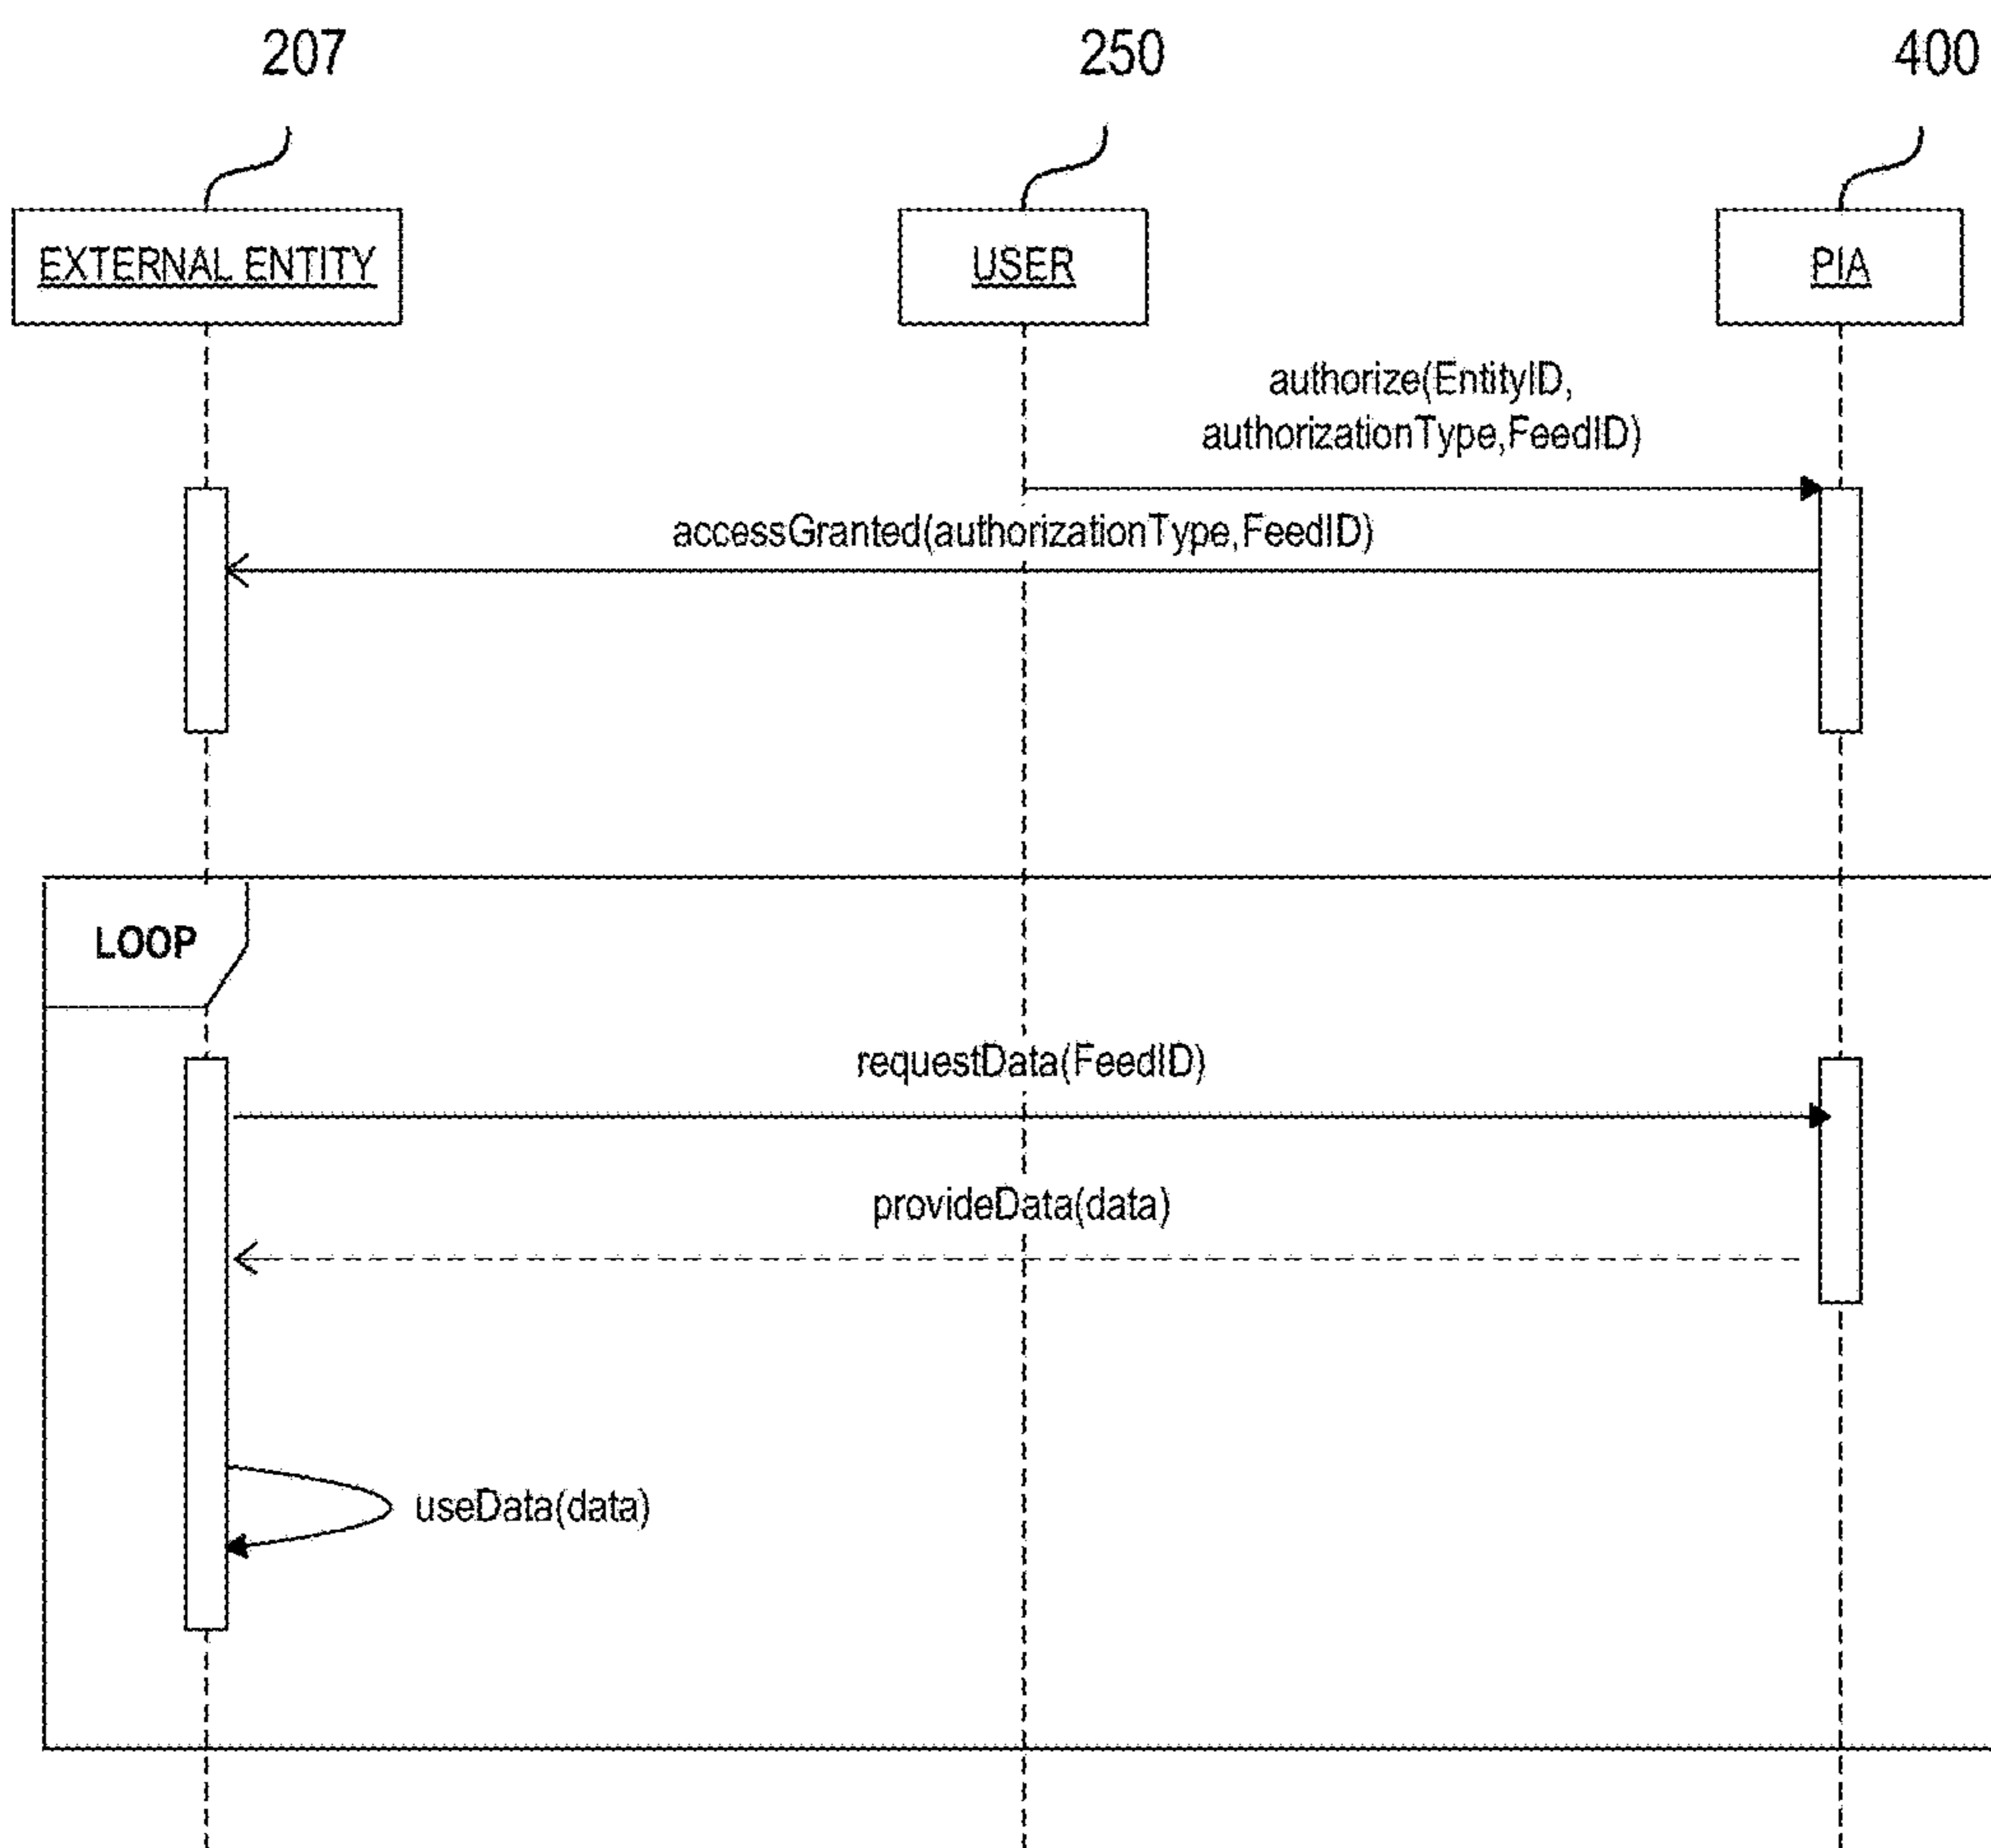 207
250
400
EXTERNAL ENTITY
USER
PIA
authorize(EntityID,
authorizationType,FeedID)
accessGranted(authorizationType,FeedID)
LOOP
requestData(FeedID)
provideData(data)
useData(data)